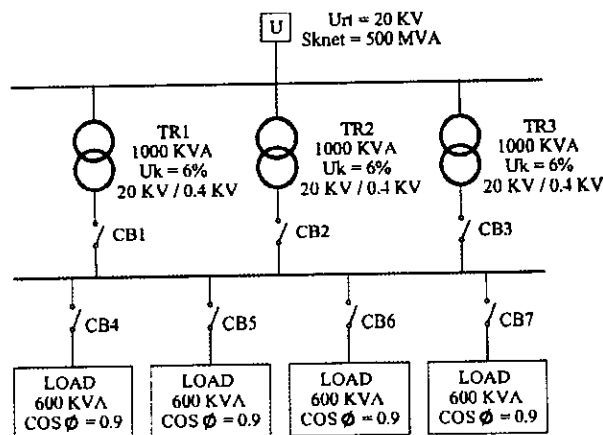 U
Urt = 20 KV
Sknet = 500 MVA
TR1
1000 KVA
Uk = 6%
20 KV / 0.4 KV
TR2
1000 KVA
Uk = 6%
20 KV / 0.4 KV
TR3
1000 KVA
Uk = 6%
20 KV / 0.4 KV
CB1
CB2
CB3
CB4
CB5
CB6
CB7
LOAD
600 KVA
COS Ø = 0.9
LOAD
600 KVA
COS Ø = 0.9
LOAD
600 KVA
COS Ø = 0.9
LOAD
600 KVA
COS Ø = 0.9